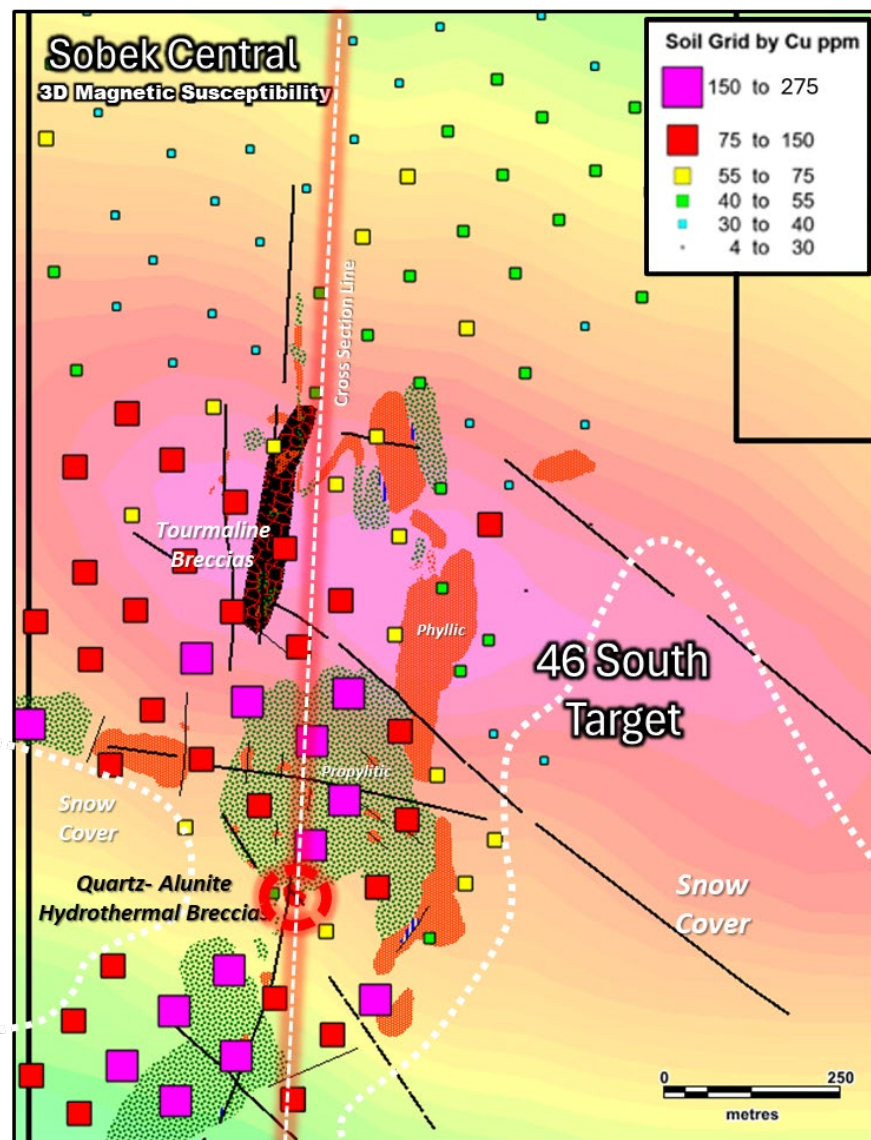 Sobek Central
3D Magnetic Susceptibility
Soil Grid by Cu ppm
150 to 275
75 to 150
55 to 75
40 to 55
30 to 40
4 to 30
Cross Section Line
Tourmaline
Breccias
Phyllic
46 South
Target
Propylitic
Snow
Cover
Quartz- Alunite
Hydrothermal Breccias
Snow
Cover
0 250
metres